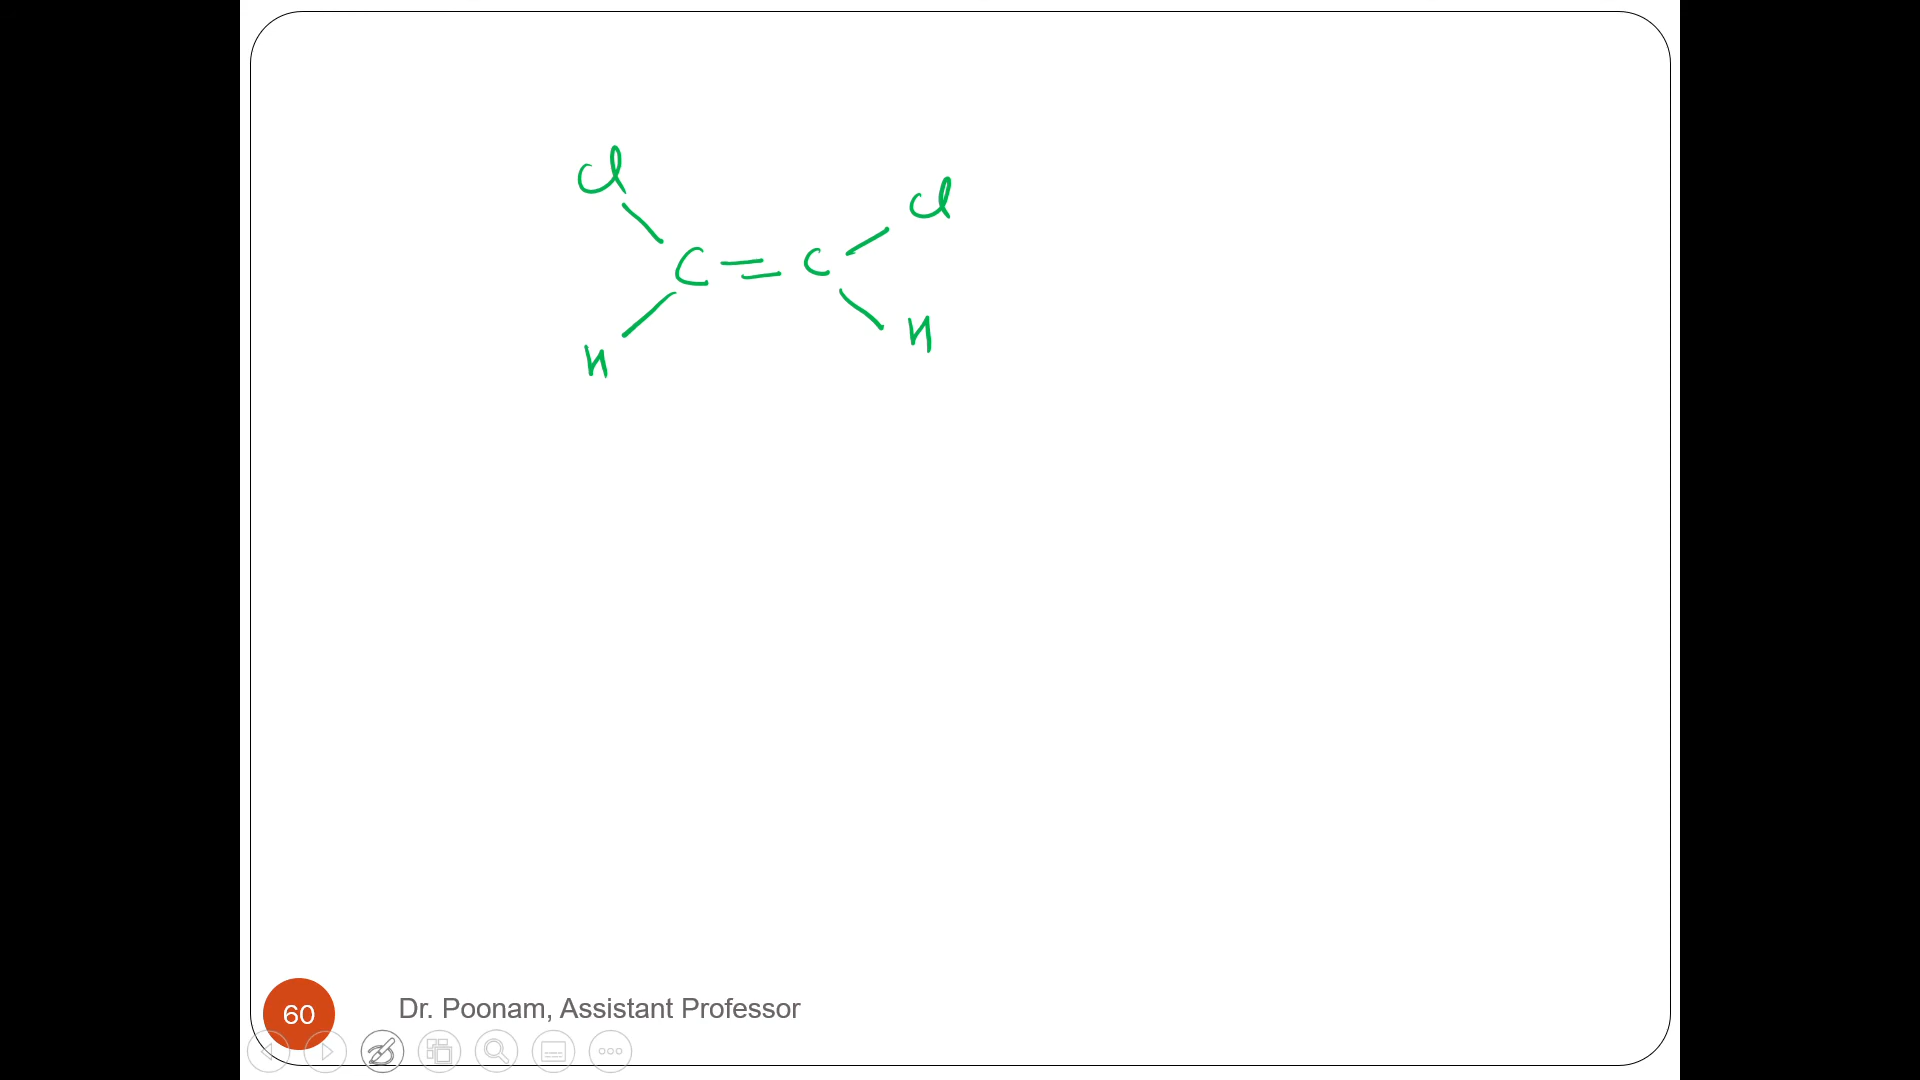 Cl Cl
C = C
H H
60
Dr. Poonam, Assistant Professor